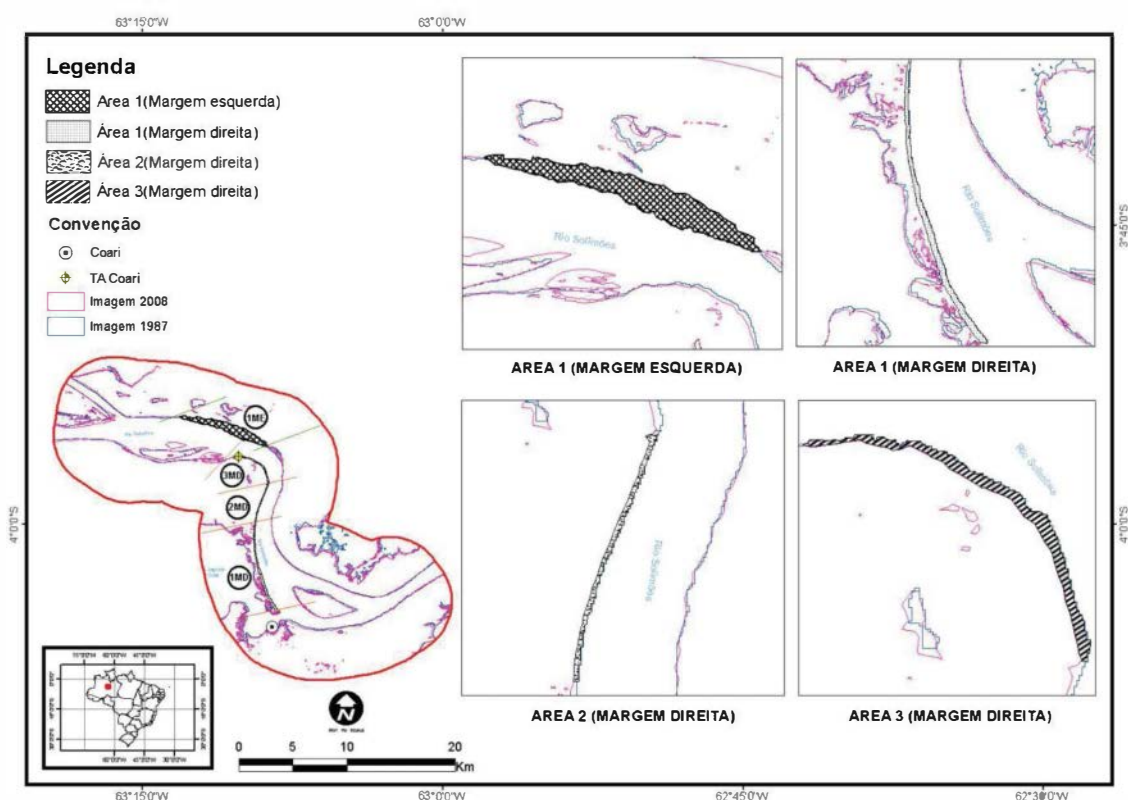 63°15'0"W
63°0'0"W
Legenda
Area 1(Margem esquerda)
Área 1(Margem direita)
Área 2(Margem direita)
Área 3(Margem direita)
Convenção
Coari
TA Coari
Imagem 2008
Imagem 1987
Rio Solimões
AREA 1 (MARGEM ESQUERDA)
Rio Solimões
AREA 1 (MARGEM DIREITA)
3°45'0"S
1ME
3MD
2MD
1MD
4°0'0"S
Rio Solimões
AREA 2 (MARGEM DIREITA)
Rio Solimões
AREA 3 (MARGEM DIREITA)
4°0'0"S
N
0 5 10 20
Km
63°15'0"W
63°0'0"W
62°45'0"W
62°30'0"W